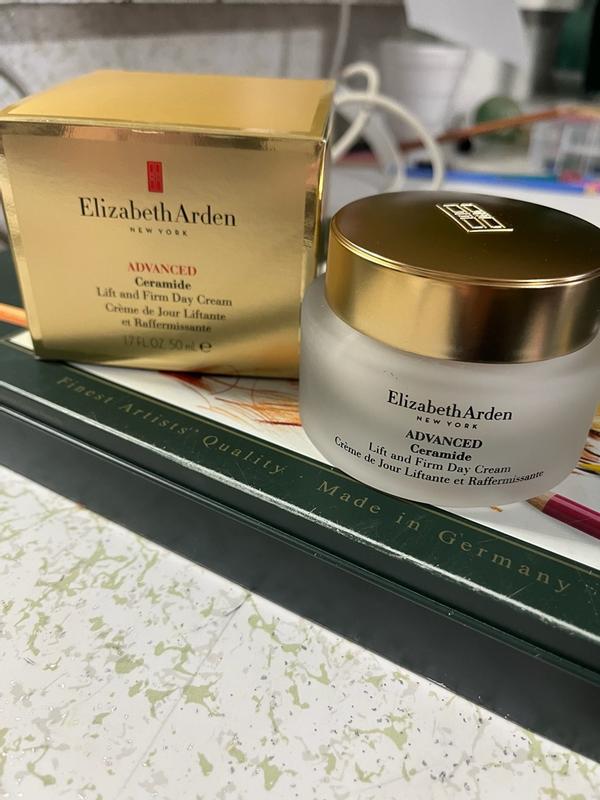 Elizabeth Arden
NEW YORK
ADVANCED
Ceramide
Lift and Firm Day Cream
Crème de Jour Liftante
et Raffermissante
1.7 FL.OZ. 50 mL ℮
Elizabeth Arden
NEW YORK
ADVANCED
Ceramide
Lift and Firm Day Cream
Crème de Jour Liftante et Raffermissante
Finest Artists' Quality · Made in Germany